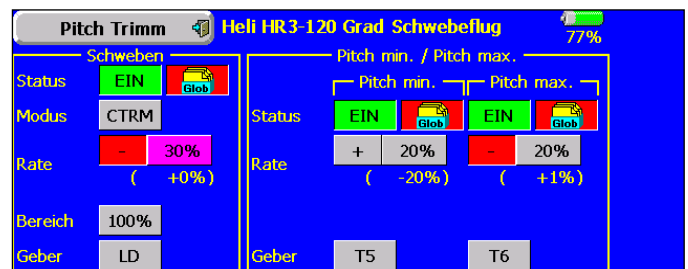 Pitch Trimm Heli HR3-120 Grad Schwebeflug 77%
Schweben
Status EIN Glob
Modus CTRM
Rate - 30%
( +0%)
Bereich 100%
Geber LD
Pitch min. / Pitch max.
Pitch min. Pitch max.
Status EIN Glob EIN Glob
Rate + 20% - 20%
( -20%) ( +1%)
Geber T5 T6